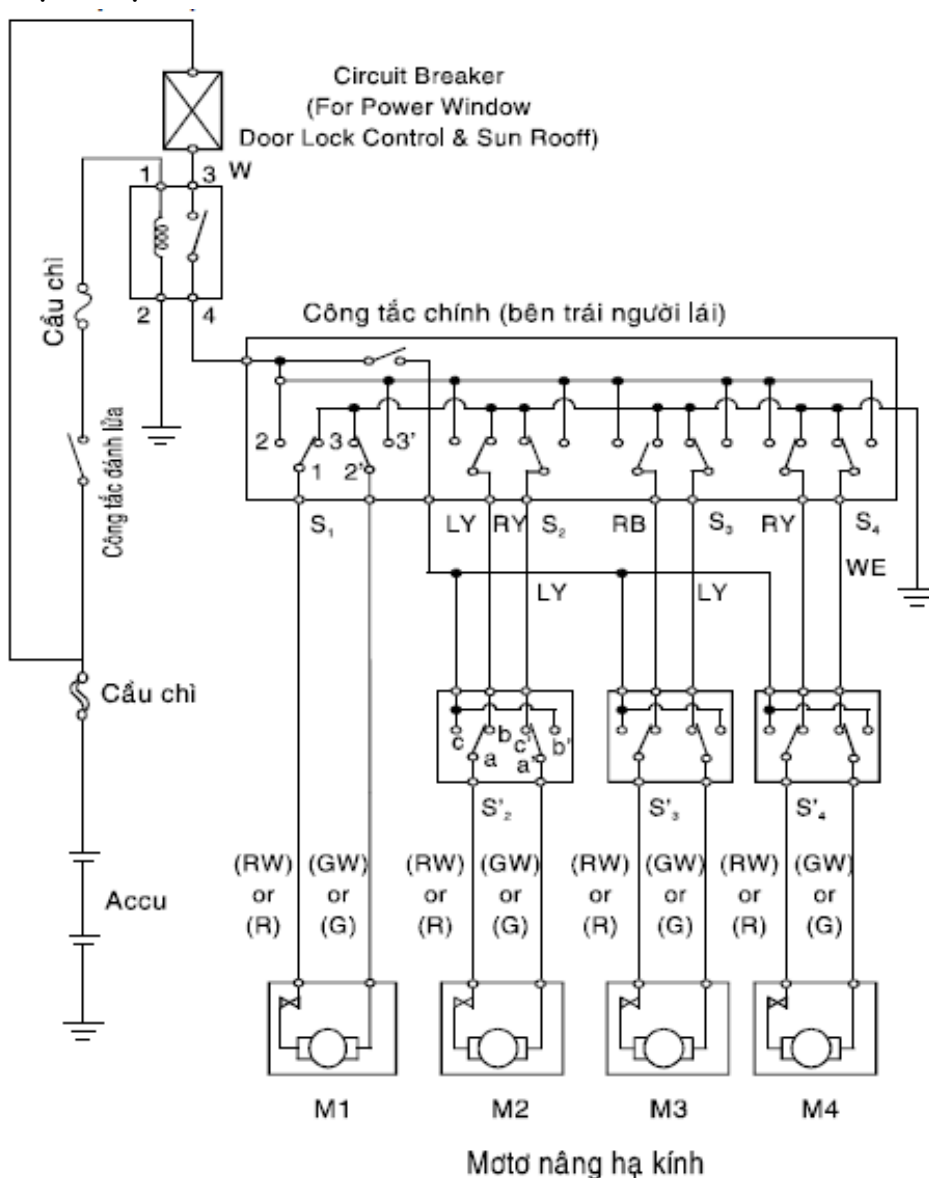 Circuit Breaker
(For Power Window
Door Lock Control & Sun Rooff)
1 3 W
Cầu chì
2 4
Công tắc chính (bên trái người lái)
Công tắc đánh lửa
2 3 3'
1 2'
S₁ LY RY S₂ RB S₃ RY S₄
WE
LY LY
Cầu chì
c b c' b'
a a'
S'₂ S'₃ S'₄
(RW) (GW) (RW) (GW) (RW) (GW) (RW) (GW)
or or or or or or or or
(R) (G) (R) (G) (R) (G) (R) (G)
Accu
M1 M2 M3 M4
Môtơ nâng hạ kính